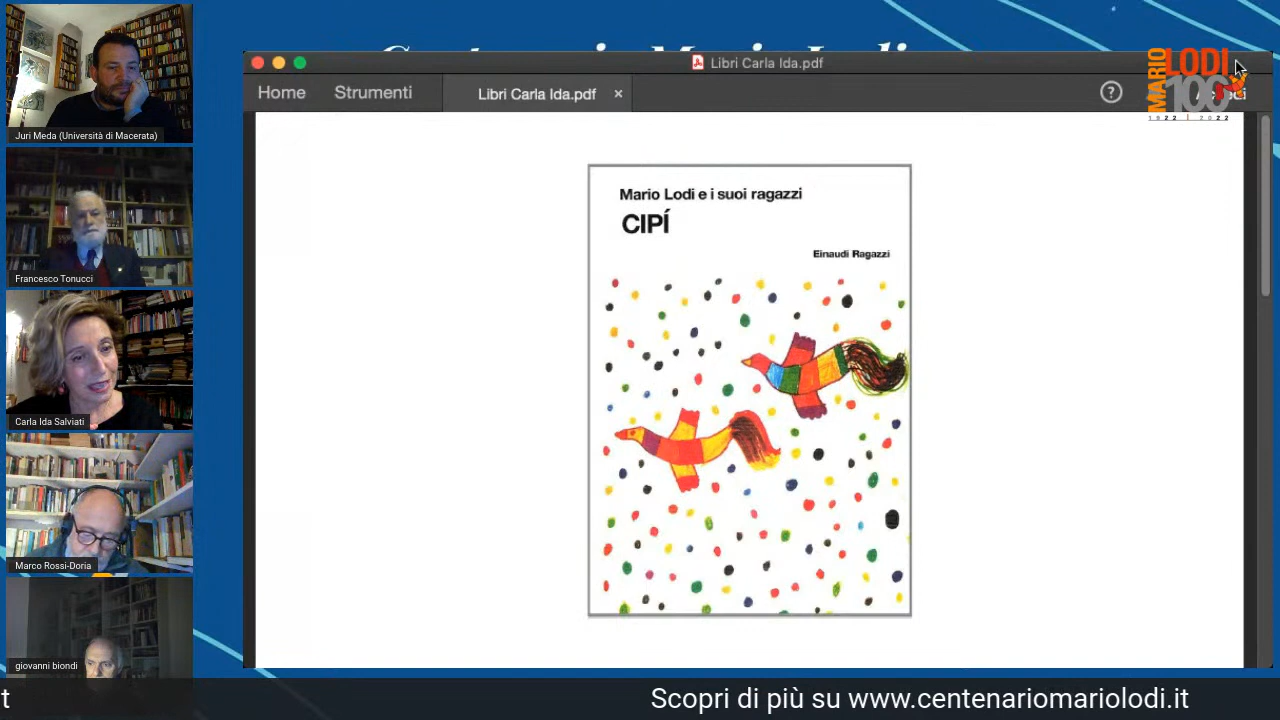 Juri Meda (Università di Macerata)
Francesco Tonucci
Carla Ida Salviati
Marco Rossi-Doria
giovanni biondi
Libri Carla Ida.pdf
Home
Strumenti
Libri Carla Ida.pdf ×
?
MARIO
LODI
100
1922 | 2022
Mario Lodi e i suoi ragazzi
CIPÍ
Einaudi Ragazzi
t
Scopri di più su www.centenariomariolodi.it